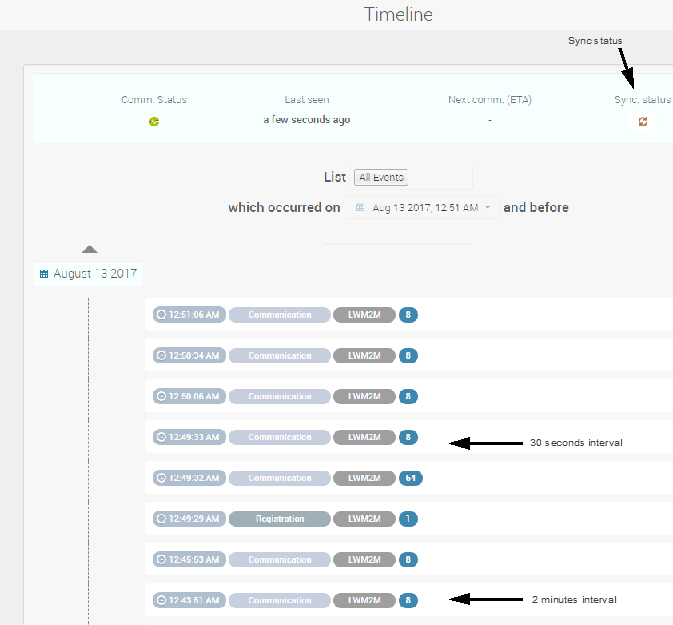 Timeline
Sync status
Comm. Status Last seen Next comm. (ETA) Sync. status
a few seconds ago -
List All Events
which occurred on Aug 13 2017, 12:51 AM and before
August 13 2017
12:51:06 AM Communication LWM2M 8
12:50:34 AM Communication LWM2M 8
12:50:06 AM Communication LWM2M 8
12:49:33 AM Communication LWM2M 8 30 seconds interval
12:49:32 AM Communication LWM2M 64
12:49:29 AM Registration LWM2M 1
12:45:53 AM Communication LWM2M 8
12:43:51 AM Communication LWM2M 8 2 minutes interval